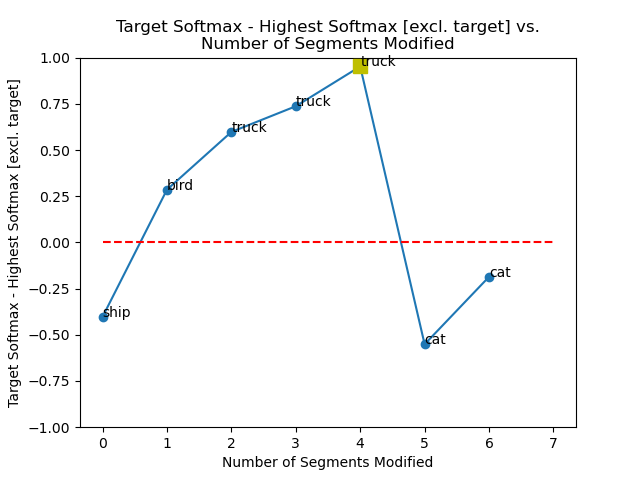 Target Softmax - Highest Softmax [excl. target] vs.
Number of Segments Modified
Target Softmax - Highest Softmax [excl. target]
1.00
0.75
0.50
0.25
0.00
−0.25
−0.50
−0.75
−1.00
ship
bird
truck
truck
truck
cat
cat
0 1 2 3 4 5 6 7
Number of Segments Modified